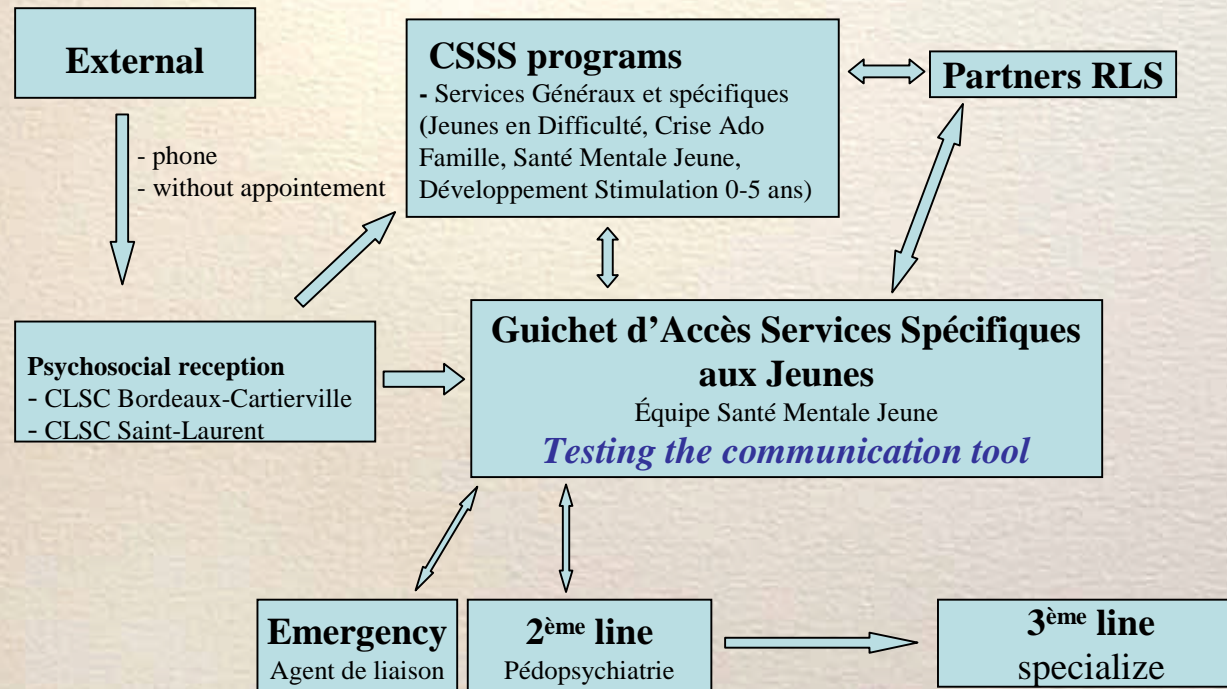 External
- phone
- without appointement
CSSS programs
- Services Généraux et spécifiques
(Jeunes en Difficulté, Crise Ado
Famille, Santé Mentale Jeune,
Développement Stimulation 0-5 ans)
Partners RLS
Psychosocial reception
- CLSC Bordeaux-Cartierville
- CLSC Saint-Laurent
Guichet d’Accès Services Spécifiques
aux Jeunes
Équipe Santé Mentale Jeune
Testing the communication tool
Emergency
Agent de liaison
2ème line
Pédopsychiatrie
3ème line
specialize